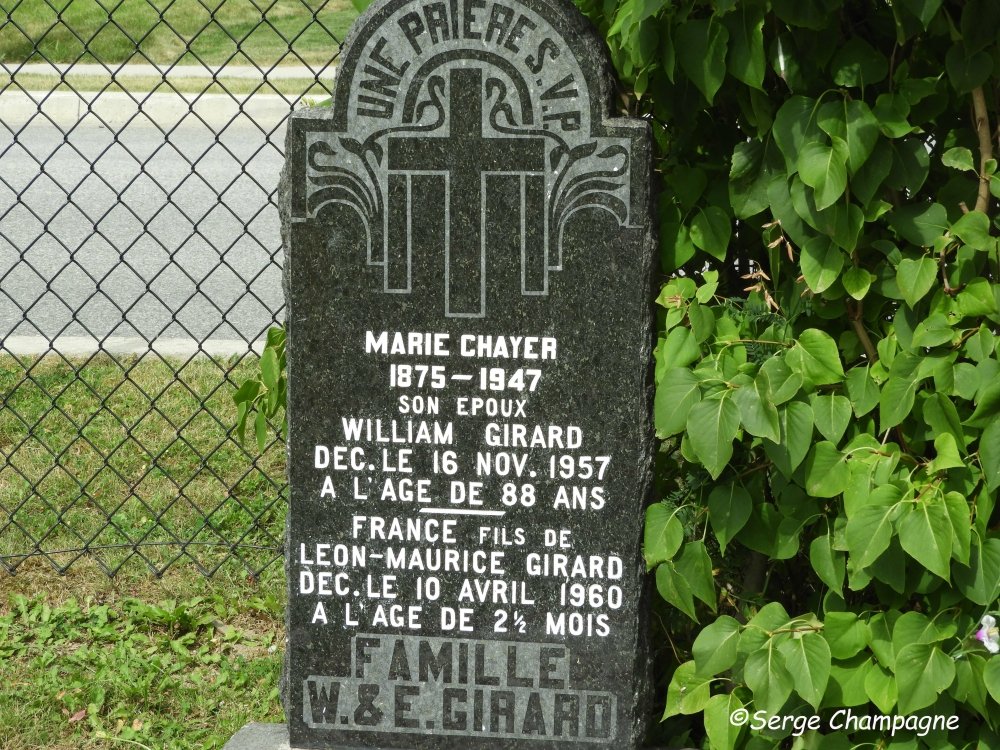 UNE PRIÈRE S.V.P.
MARIE CHAYER
1875-1947
SON EPOUX
WILLIAM GIRARD
DEC. LE 16 NOV. 1957
A L'AGE DE 88 ANS
FRANCE FILS DE
LEON-MAURICE GIRARD
DEC. LE 10 AVRIL 1960
A L'AGE DE 2½ MOIS
FAMILLE
W. & E. GIRARD
©Serge Champagne